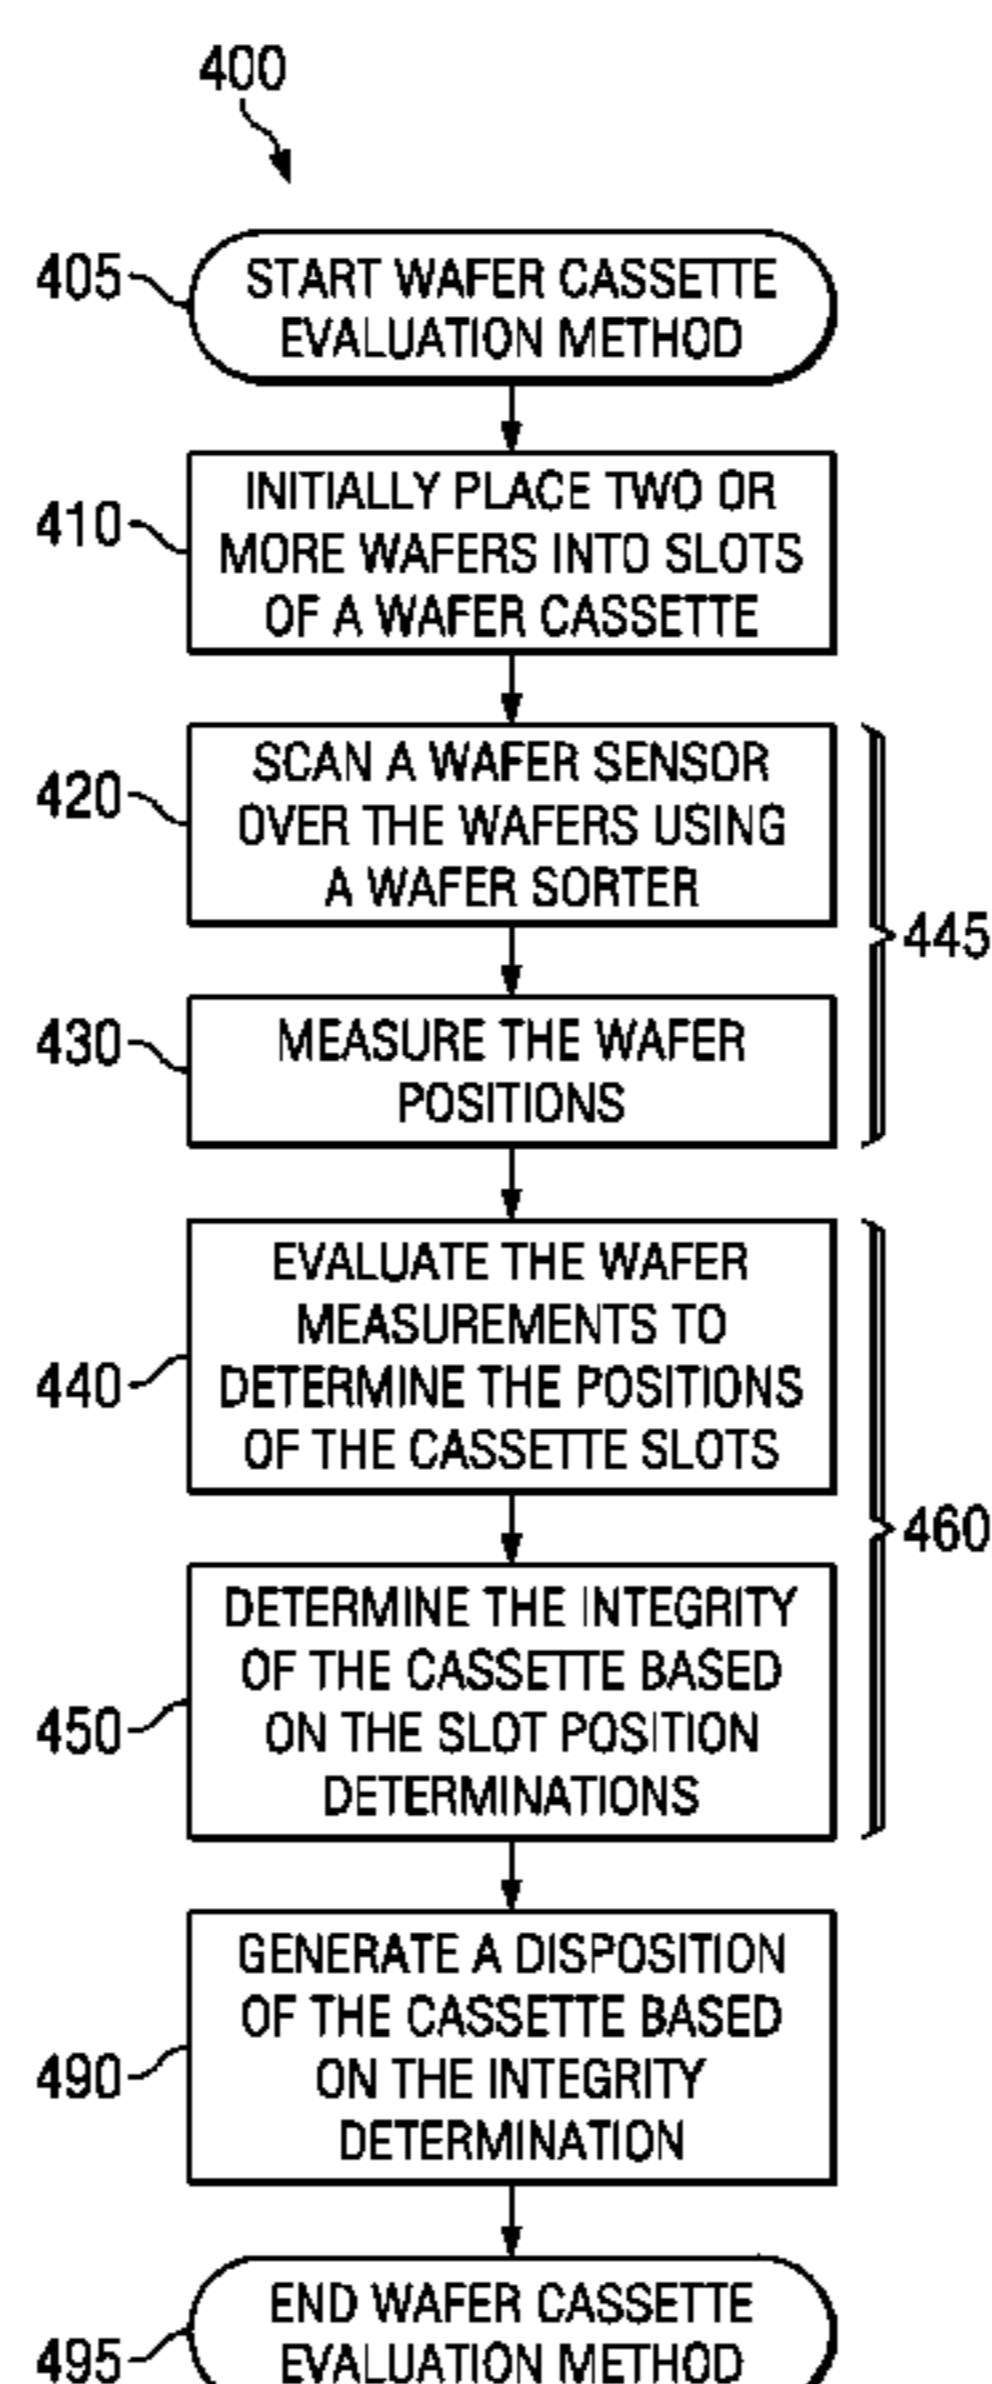 400
405
START WAFER CASSETTE
EVALUATION METHOD
410
INITIALLY PLACE TWO OR
MORE WAFERS INTO SLOTS
OF A WAFER CASSETTE
420
SCAN A WAFER SENSOR
OVER THE WAFERS USING
A WAFER SORTER
445
430
MEASURE THE WAFER
POSITIONS
440
EVALUATE THE WAFER
MEASUREMENTS TO
DETERMINE THE POSITIONS
OF THE CASSETTE SLOTS
460
450
DETERMINE THE INTEGRITY
OF THE CASSETTE BASED
ON THE SLOT POSITION
DETERMINATIONS
490
GENERATE A DISPOSITION
OF THE CASSETTE BASED
ON THE INTEGRITY
DETERMINATION
495
END WAFER CASSETTE
EVALUATION METHOD